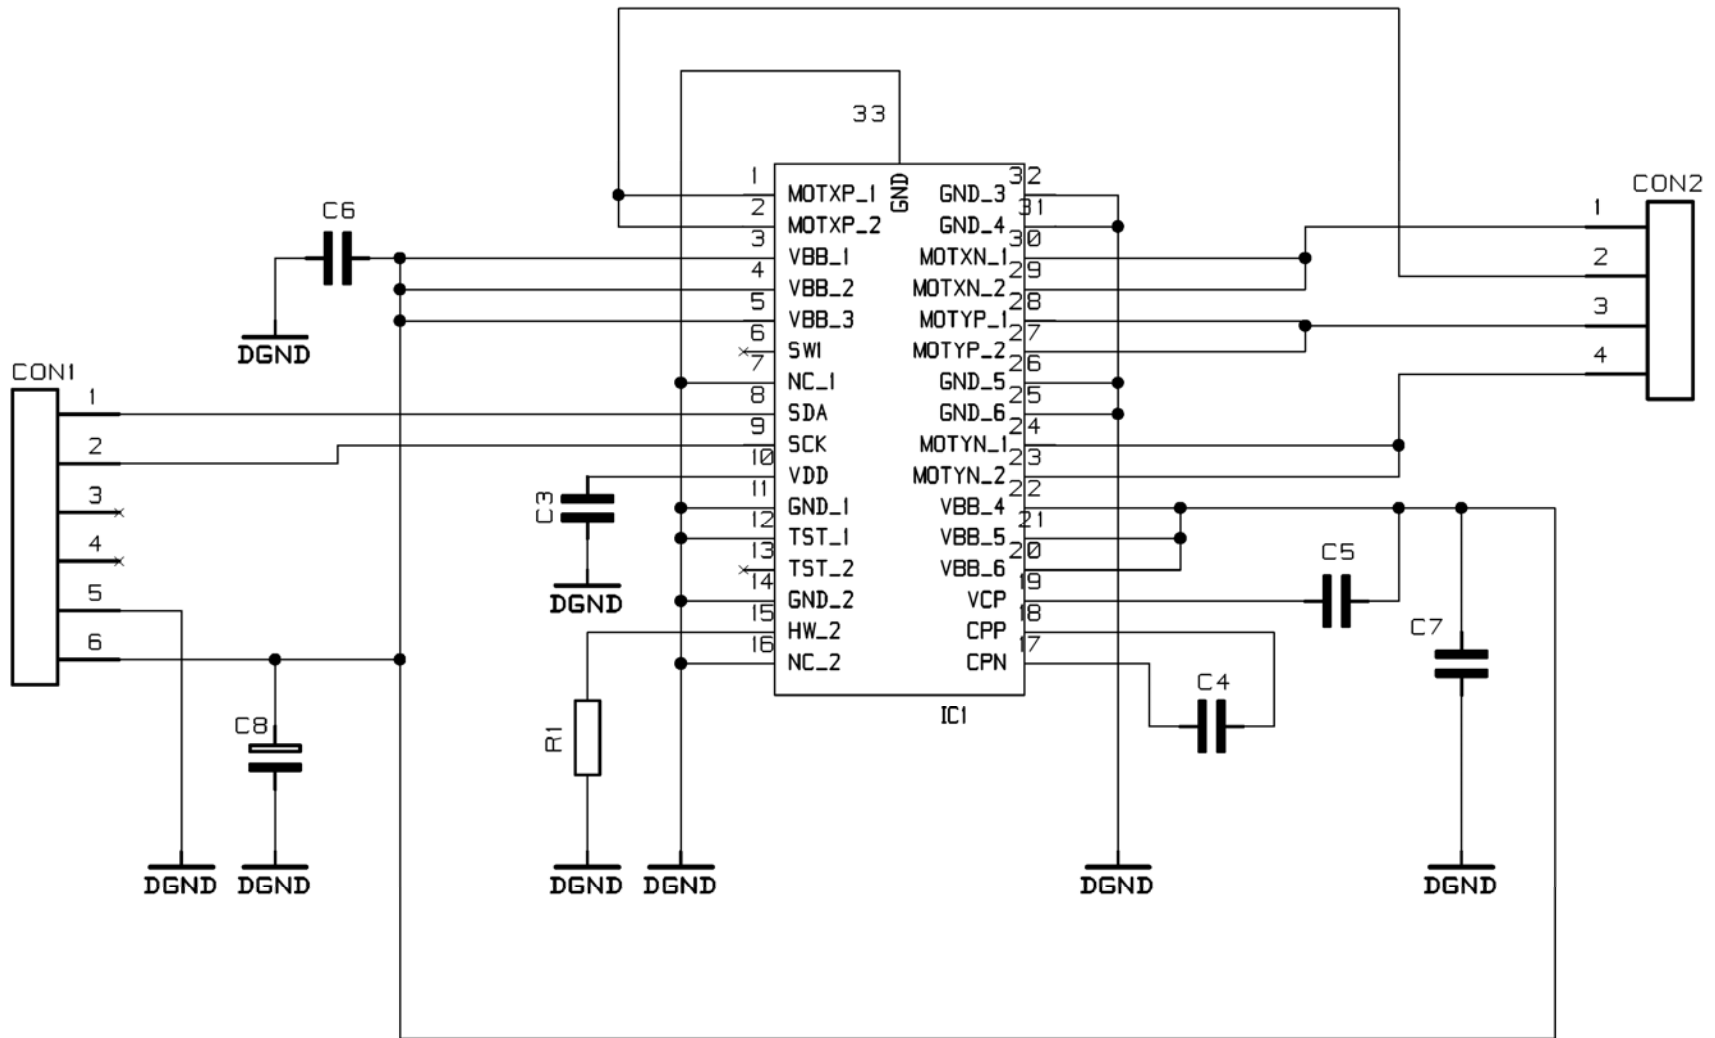 33
1 MOTXP_1 GND GND_3 32
2 MOTXP_2 GND_4 31
3 VBB_1 MOTXN_1 30
4 VBB_2 MOTXN_2 29
5 VBB_3 MOTYP_1 28
6 SWI MOTYP_2 27
7 NC_1 GND_5 26
8 SDA GND_6 25
9 SCK MOTYN_1 24
10 VDD MOTYN_2 23
11 GND_1 VBB_4 22
12 TST_1 VBB_5 21
13 TST_2 VBB_6 20
14 GND_2 VCP 19
15 HW_2 CPP 18
16 NC_2 CPN 17
IC1
C6
DGND
CON1
1
2
3
4
5
6
C8
DGND
DGND
C3
DGND
R1
DGND
DGND
CON2
1
2
3
4
C5
C7
C4
DGND
DGND